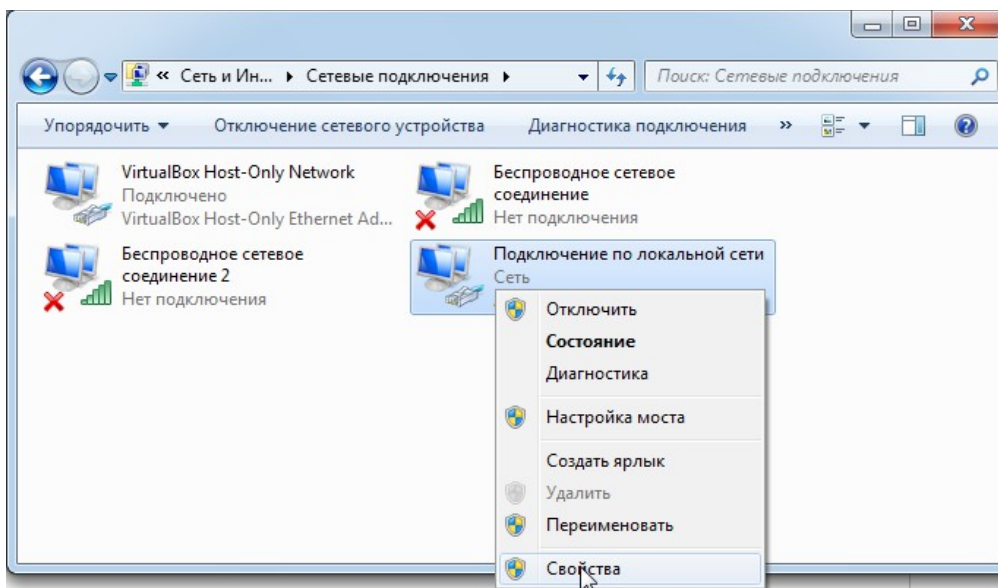 « Сеть и Ин... ▸ Сетевые подключения ▸
Поиск: Сетевые подключения
Упорядочить ▾ Отключение сетевого устройства Диагностика подключения »
VirtualBox Host-Only Network
Подключено
VirtualBox Host-Only Ethernet Ad...
Беспроводное сетевое
соединение
Нет подключения
Беспроводное сетевое
соединение 2
Нет подключения
Подключение по локальной сети
Сеть
Отключить
Состояние
Диагностика
Настройка моста
Создать ярлык
Удалить
Переименовать
Свойства